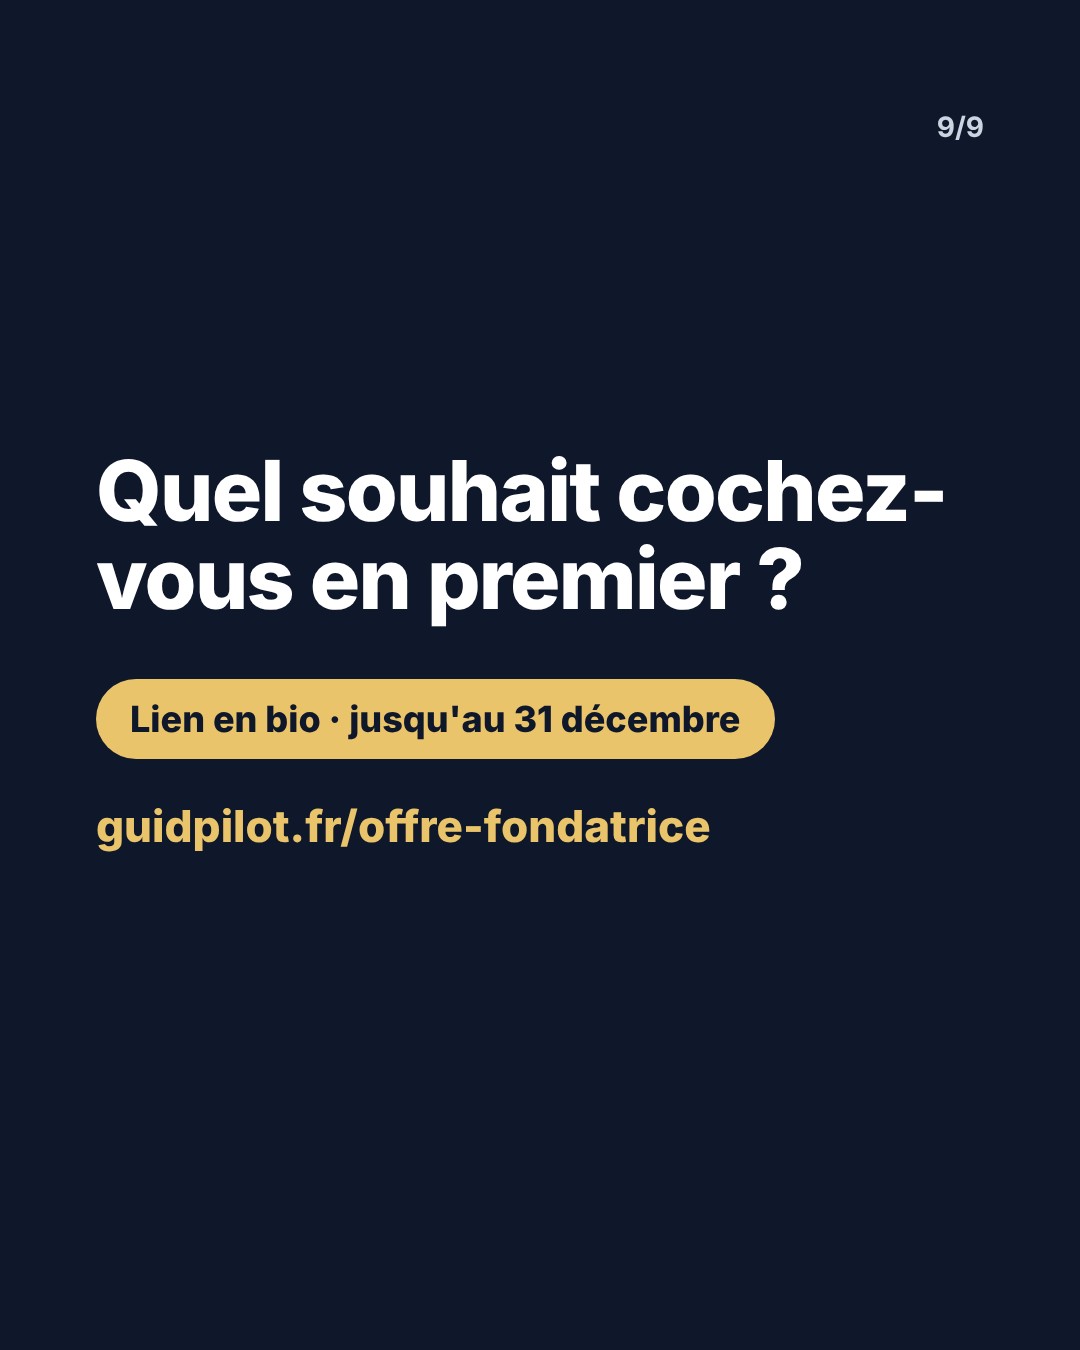 9/9
Quel souhait cochez-
vous en premier ?
Lien en bio · jusqu'au 31 décembre
guidpilot.fr/offre-fondatrice